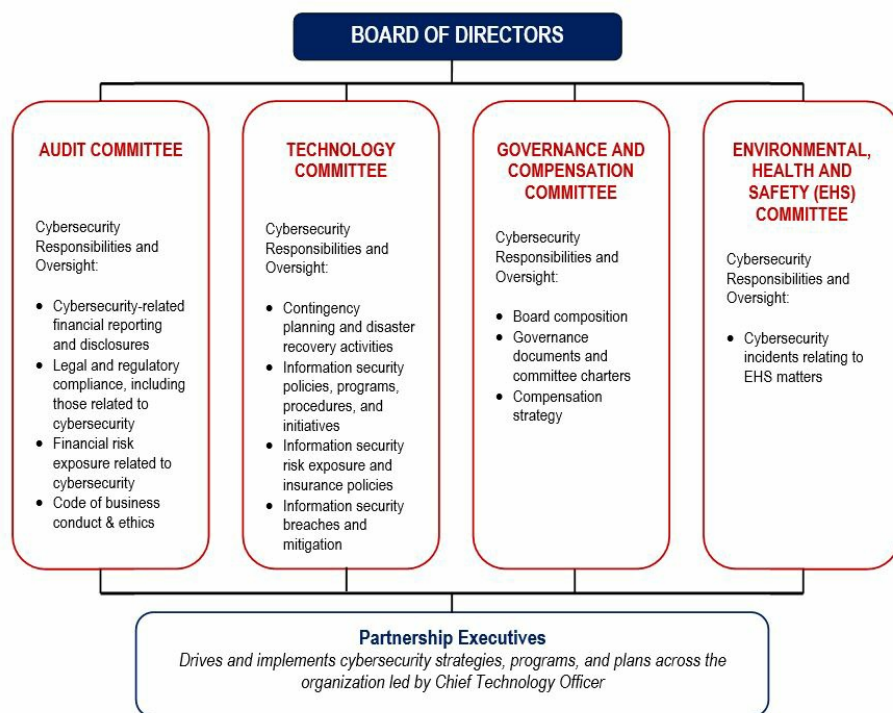 BOARD OF DIRECTORS
AUDIT COMMITTEE
Cybersecurity
Responsibilities and
Oversight:
• Cybersecurity-related
financial reporting
and disclosures
• Legal and regulatory
compliance, including
those related to
cybersecurity
• Financial risk
exposure related to
cybersecurity
• Code of business
conduct & ethics
TECHNOLOGY
COMMITTEE
Cybersecurity
Responsibilities and
Oversight:
• Contingency
planning and disaster
recovery activities
• Information security
policies, programs,
procedures, and
initiatives
• Information security
risk exposure and
insurance policies
• Information security
breaches and
mitigation
GOVERNANCE AND
COMPENSATION
COMMITTEE
Cybersecurity
Responsibilities and
Oversight:
• Board composition
• Governance
documents and
committee charters
• Compensation
strategy
ENVIRONMENTAL,
HEALTH AND
SAFETY (EHS)
COMMITTEE
Cybersecurity
Responsibilities and
Oversight:
• Cybersecurity
incidents relating to
EHS matters
Partnership Executives
Drives and implements cybersecurity strategies, programs, and plans across the
organization led by Chief Technology Officer